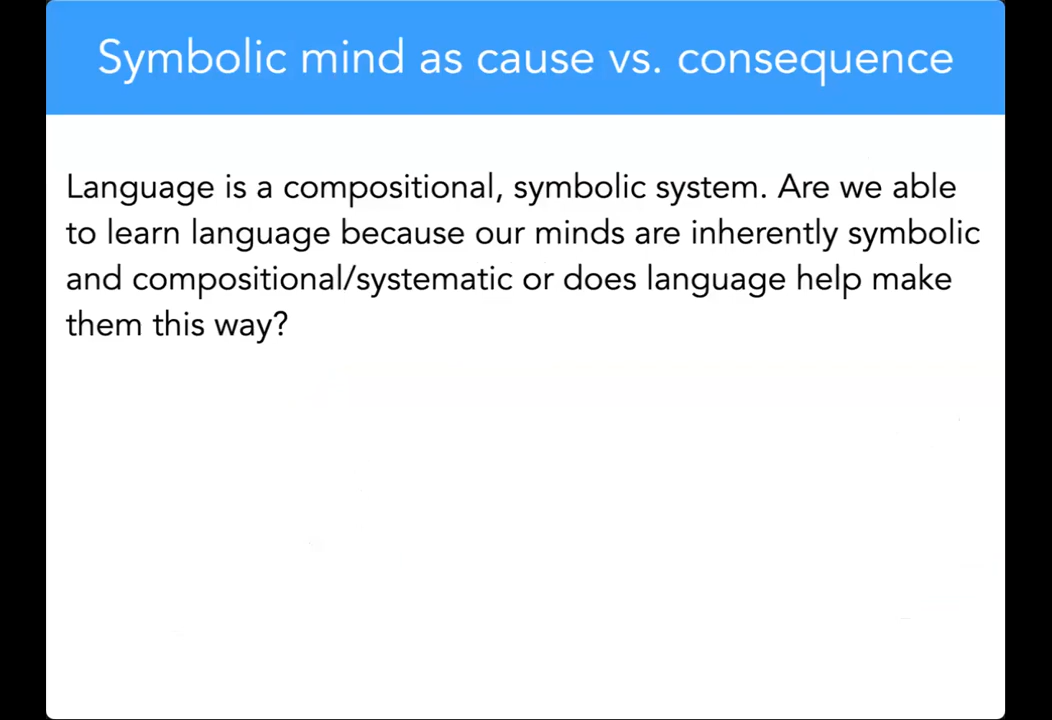 Symbolic mind as cause vs. consequence
Language is a compositional, symbolic system. Are we able
to learn language because our minds are inherently symbolic
and compositional/systematic or does language help make
them this way?